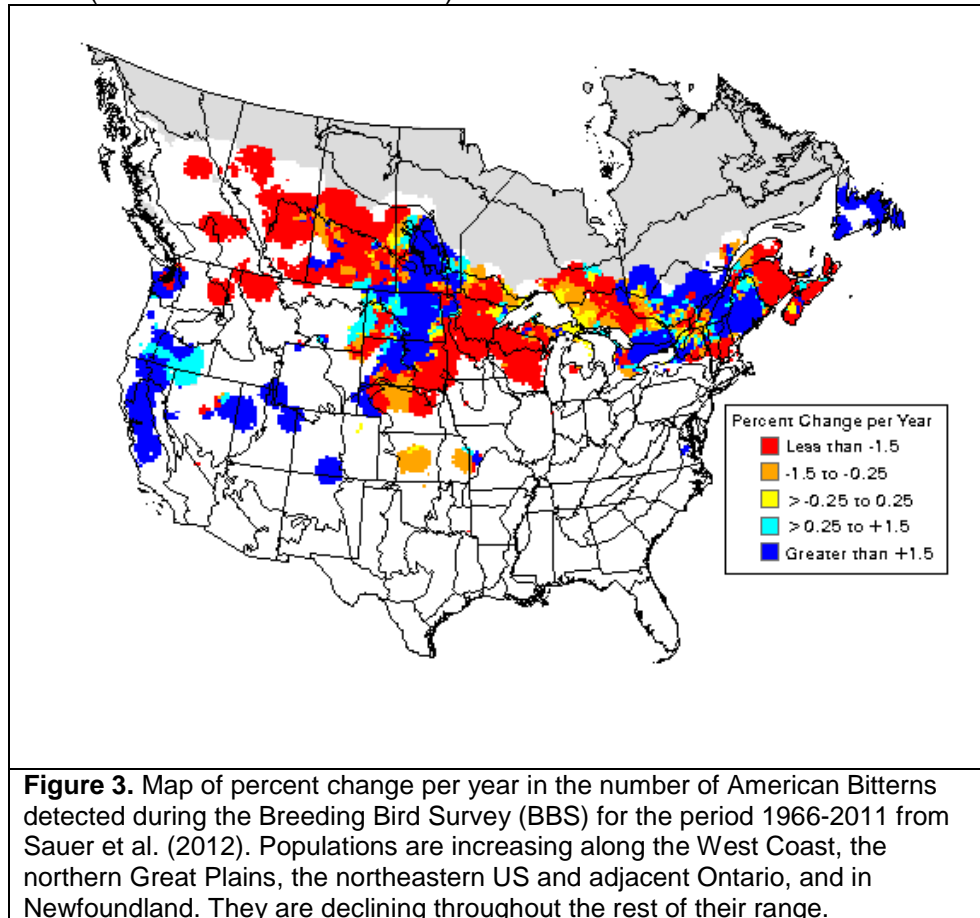 Percent Change per Year
Less than -1.5
-1.5 to -0.25
>-0.25 to 0.25
>0.25 to +1.5
Greater than +1.5
Figure 3. Map of percent change per year in the number of American Bitterns
detected during the Breeding Bird Survey (BBS) for the period 1966-2011 from
Sauer et al. (2012). Populations are increasing along the West Coast, the
northern Great Plains, the northeastern US and adjacent Ontario, and in
Newfoundland. They are declining throughout the rest of their range.